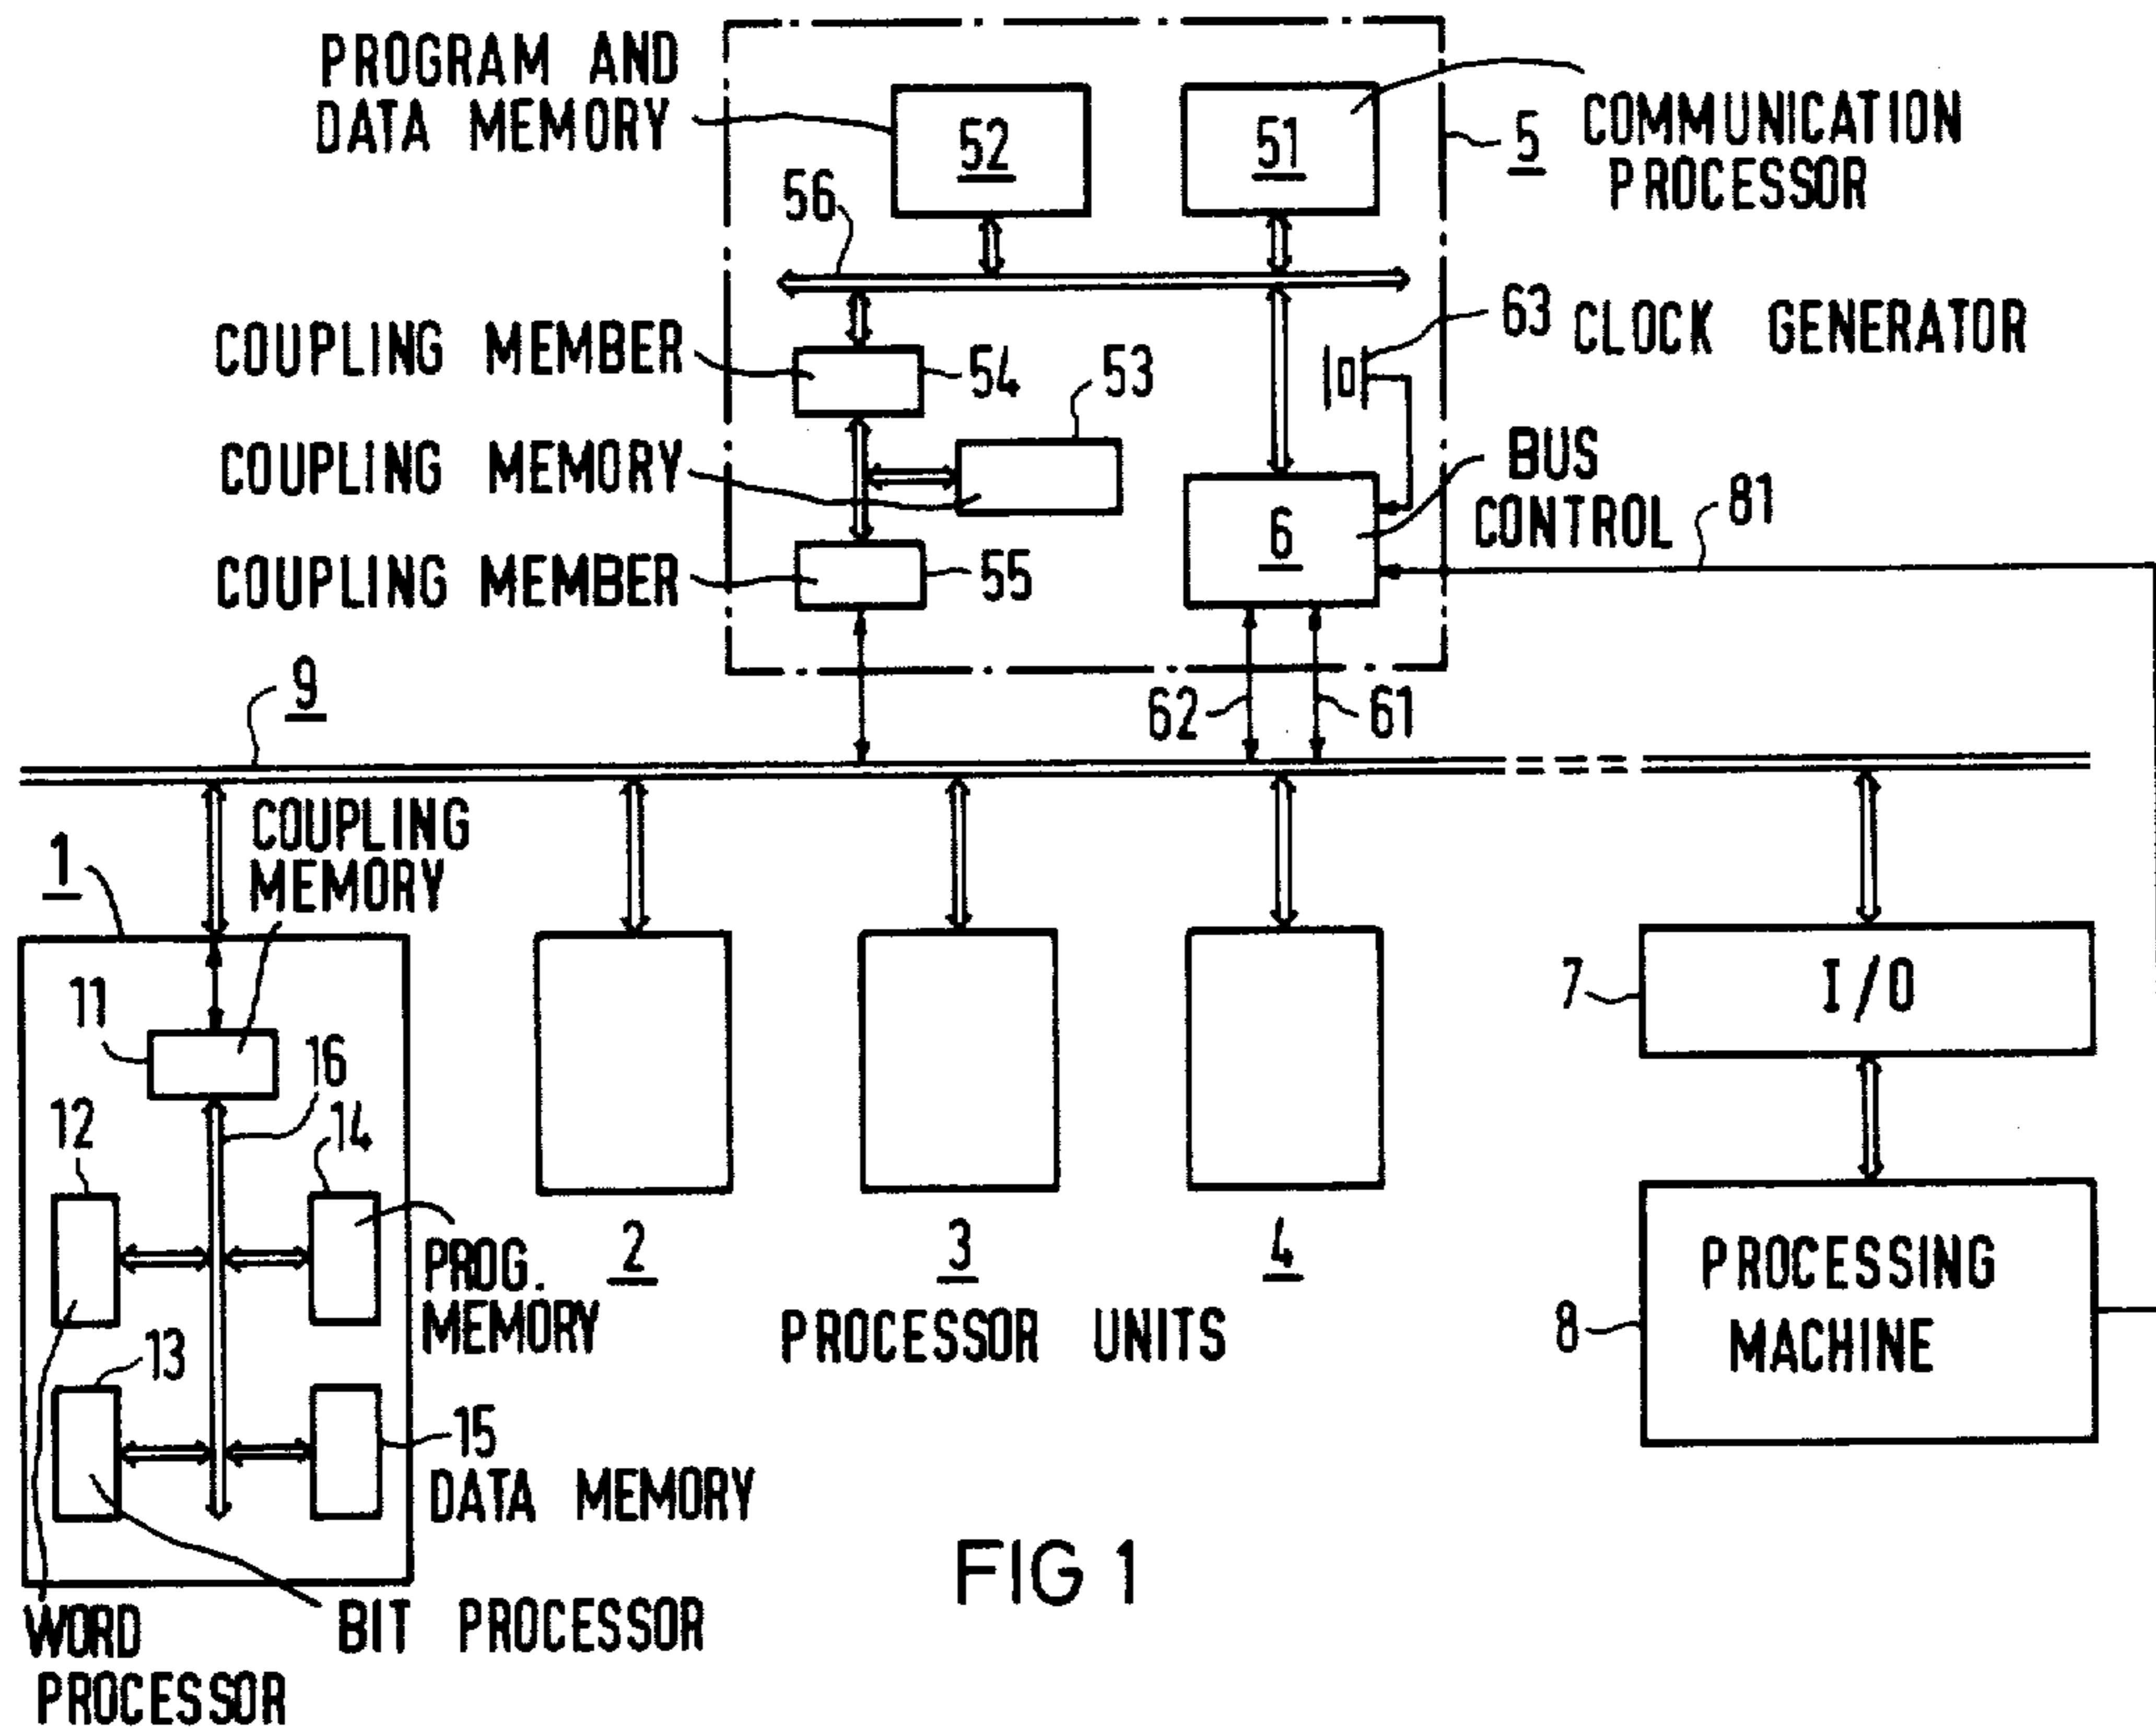 PROGRAM AND
DATA MEMORY
52
51
5
COMMUNICATION
PROCESSOR
56
63 CLOCK GENERATOR
COUPLING MEMBER
54
53
COUPLING MEMORY
BUS
CONTROL
81
6
COUPLING MEMBER
55
9
62
61
COUPLING
MEMORY
1
11
16
7
I/O
12
14
PROG.
MEMORY
2
3
4
PROCESSOR UNITS
8
PROCESSING
MACHINE
13
15
DATA MEMORY
FIG 1
WORD
PROCESSOR
BIT PROCESSOR